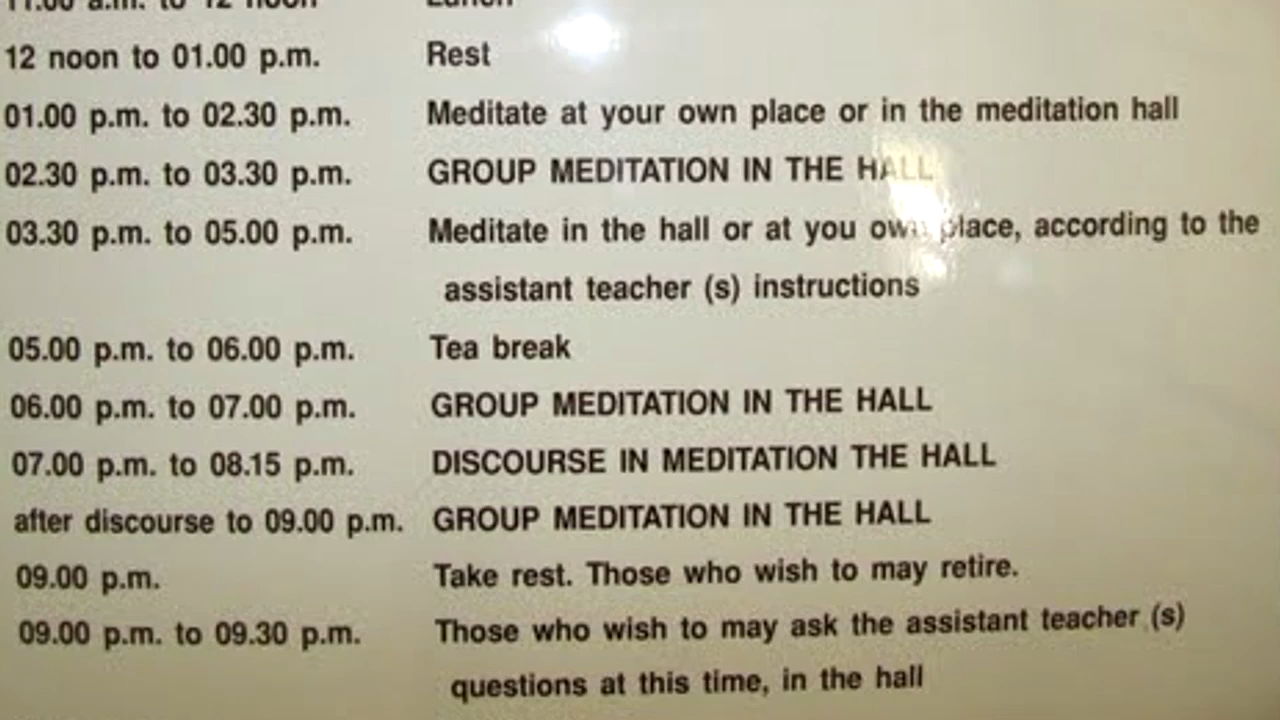 11.00 a.m. to 12 noon Lunch
12 noon to 01.00 p.m. Rest
01.00 p.m. to 02.30 p.m. Meditate at your own place or in the meditation hall
02.30 p.m. to 03.30 p.m. GROUP MEDITATION IN THE HALL
03.30 p.m. to 05.00 p.m. Meditate in the hall or at you own place, according to the
assistant teacher (s) instructions
05.00 p.m. to 06.00 p.m. Tea break
06.00 p.m. to 07.00 p.m. GROUP MEDITATION IN THE HALL
07.00 p.m. to 08.15 p.m. DISCOURSE IN MEDITATION THE HALL
after discourse to 09.00 p.m. GROUP MEDITATION IN THE HALL
09.00 p.m. Take rest. Those who wish to may retire.
09.00 p.m. to 09.30 p.m. Those who wish to may ask the assistant teacher (s)
questions at this time, in the hall